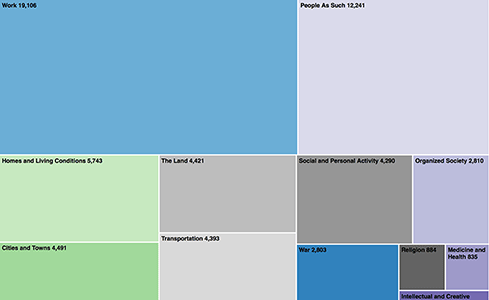 Work 19,106
People As Such 12,241
Homes and Living Conditions 5,743
The Land 4,421
Social and Personal Activity 4,290
Organized Society 2,810
Transportation 4,393
Cities and Towns 4,491
War 2,803
Religion 884
Medicine and
Health 835
Intellectual and Creative